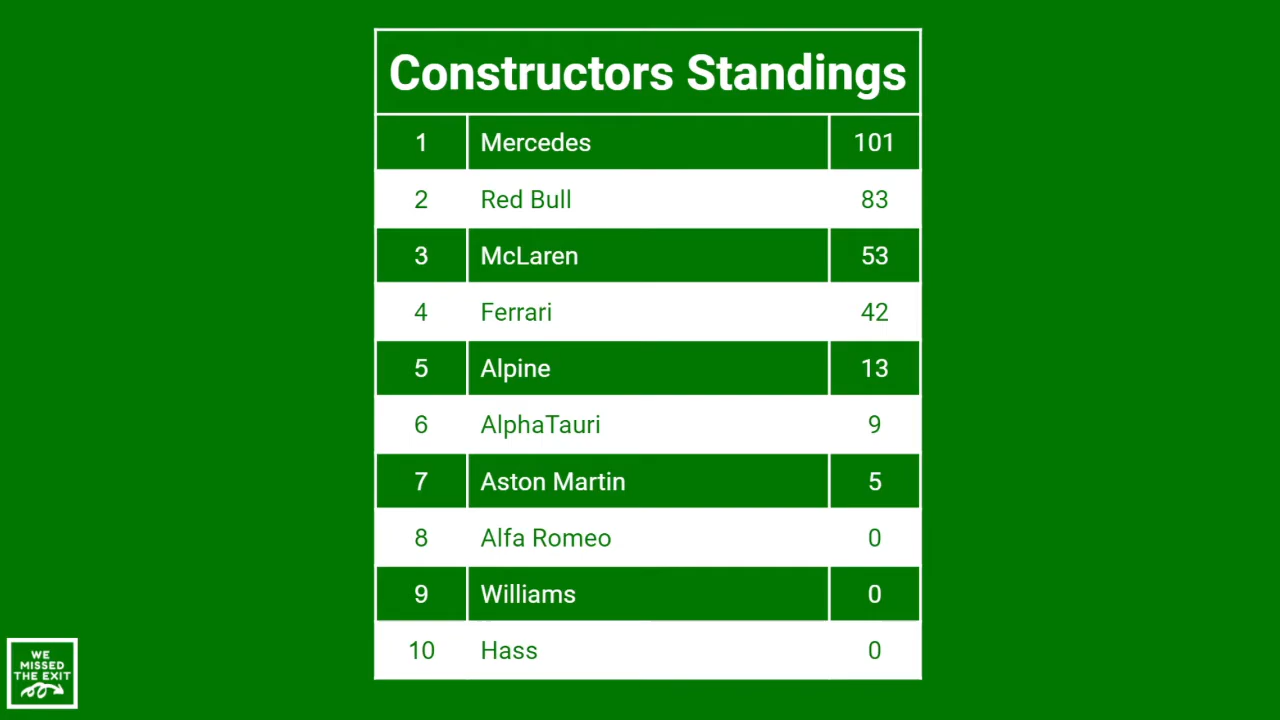 Constructors Standings
1 Mercedes 101
2 Red Bull 83
3 McLaren 53
4 Ferrari 42
5 Alpine 13
6 AlphaTauri 9
7 Aston Martin 5
8 Alfa Romeo 0
9 Williams 0
10 Hass 0
WE
MISSED
THE EXIT